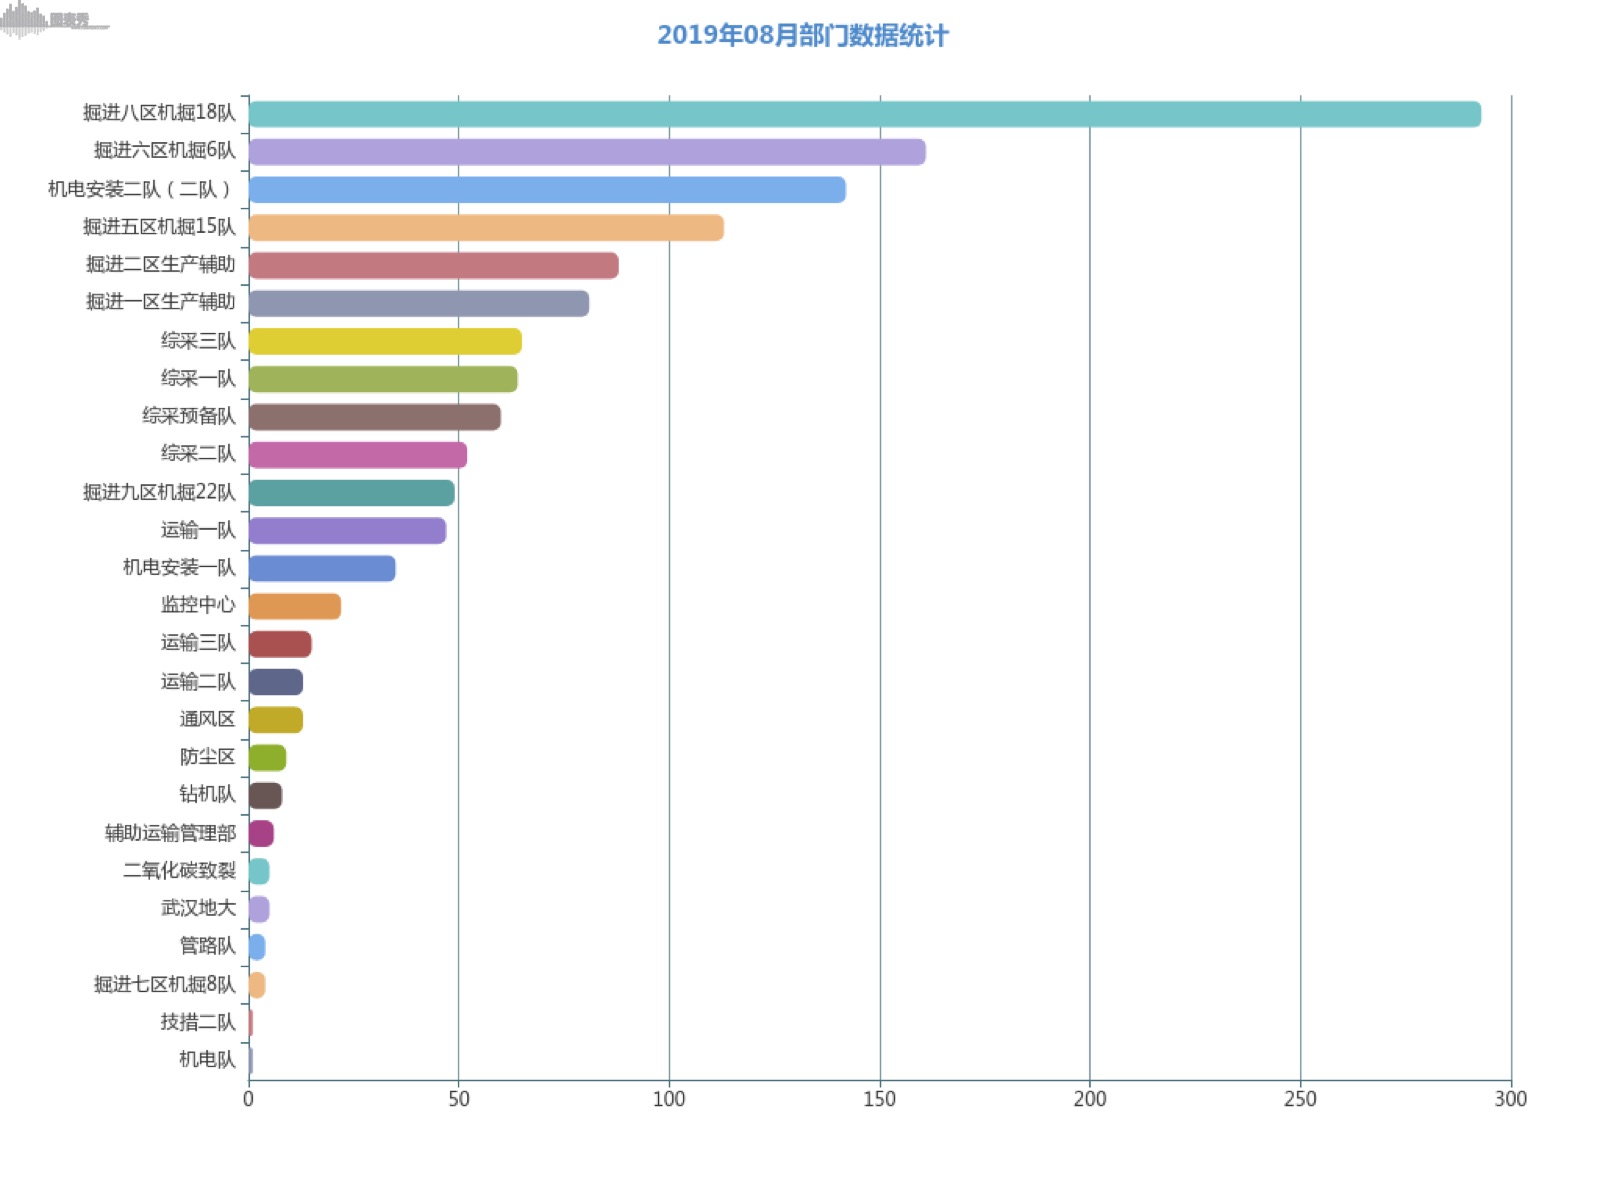 图表秀
2019年08月部门数据统计
掘进八区机掘18队
掘进六区机掘6队
机电安装二队（二队）
掘进五区机掘15队
掘进二区生产辅助
掘进一区生产辅助
综采三队
综采一队
综采预备队
综采二队
掘进九区机掘22队
运输一队
机电安装一队
监控中心
运输三队
运输二队
通风区
防尘区
钻机队
辅助运输管理部
二氧化碳致裂
武汉地大
管路队
掘进七区机掘8队
技措二队
机电队
0 50 100 150 200 250 300